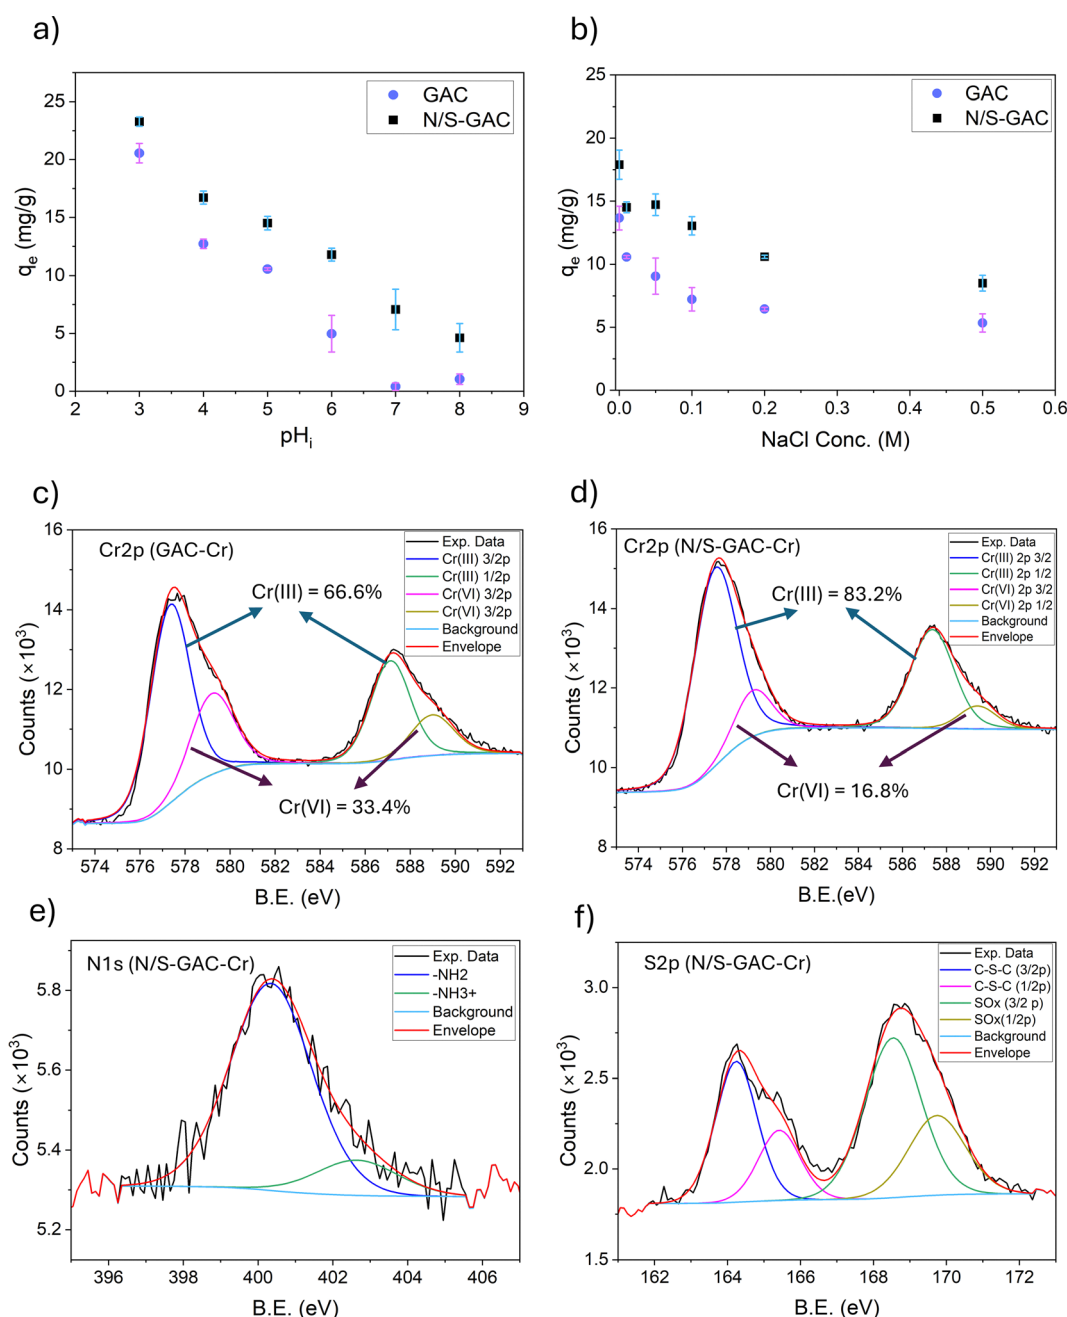 a)
GAC
N/S-GAC
25
20
15
10
5
0
qe (mg/g)
2 3 4 5 6 7 8 9
pHi
b)
GAC
N/S-GAC
25
20
15
10
5
0
qe (mg/g)
0.0 0.1 0.2 0.3 0.4 0.5 0.6
NaCl Conc. (M)
c)
Cr2p (GAC-Cr)
Exp. Data
Cr(III) 3/2p
Cr(III) 1/2p
Cr(VI) 3/2p
Cr(VI) 3/2p
Background
Envelope
Cr(III) = 66.6%
Cr(VI) = 33.4%
16
14
12
10
8
Counts (×10³)
574 576 578 580 582 584 586 588 590 592
B.E. (eV)
d)
Cr2p (N/S-GAC-Cr)
Exp. Data
Cr(III) 2p 3/2
Cr(III) 2p 1/2
Cr(VI) 2p 3/2
Cr(VI) 2p 1/2
Background
Envelope
Cr(III) = 83.2%
Cr(VI) = 16.8%
16
14
12
10
8
Counts (×10³)
574 576 578 580 582 584 586 588 590 592
B.E.(eV)
e)
N1s (N/S-GAC-Cr)
Exp. Data
-NH2
-NH3+
Background
Envelope
5.8
5.6
5.4
5.2
Counts (×10³)
396 398 400 402 404 406
B.E. (eV)
f)
S2p (N/S-GAC-Cr)
Exp. Data
C-S-C (3/2p)
C-S-C (1/2p)
SOx (3/2 p)
SOx(1/2p)
Background
Envelope
3.0
2.5
2.0
1.5
Counts (×10³)
162 164 166 168 170 172
B.E. (eV)